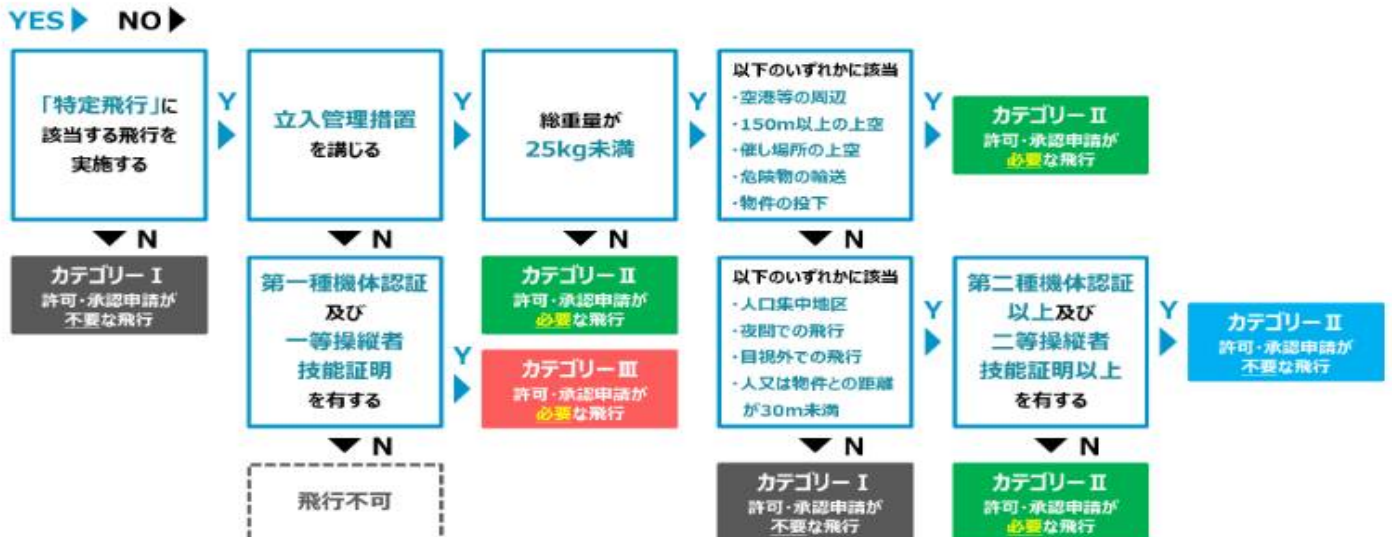 YES▶ NO▶
「特定飛行」に
該当する飛行を
実施する
Y
立入管理措置
を講じる
Y
総重量が
25kg未満
Y
以下のいずれかに該当
・空港等の周辺
・150m以上の上空
・催し場所の上空
・危険物の輸送
・物件の投下
Y
カテゴリーⅡ
許可・承認申請が
必要な飛行
N
N
N
N
カテゴリーⅠ
許可・承認申請が
不要な飛行
第一種機体認証
及び
一等操縦者
技能証明
を有する
Y
カテゴリーⅡ
許可・承認申請が
必要な飛行
カテゴリーⅢ
許可・承認申請が
必要な飛行
以下のいずれかに該当
・人口集中地区
・夜間での飛行
・目視外での飛行
・人又は物件との距離
が30m未満
Y
第二種機体認証
以上及び
二等操縦者
技能証明以上
を有する
Y
カテゴリーⅡ
許可・承認申請が
不要な飛行
N
N
N
飛行不可
カテゴリーⅠ
許可・承認申請が
不要な飛行
カテゴリーⅡ
許可・承認申請が
必要な飛行